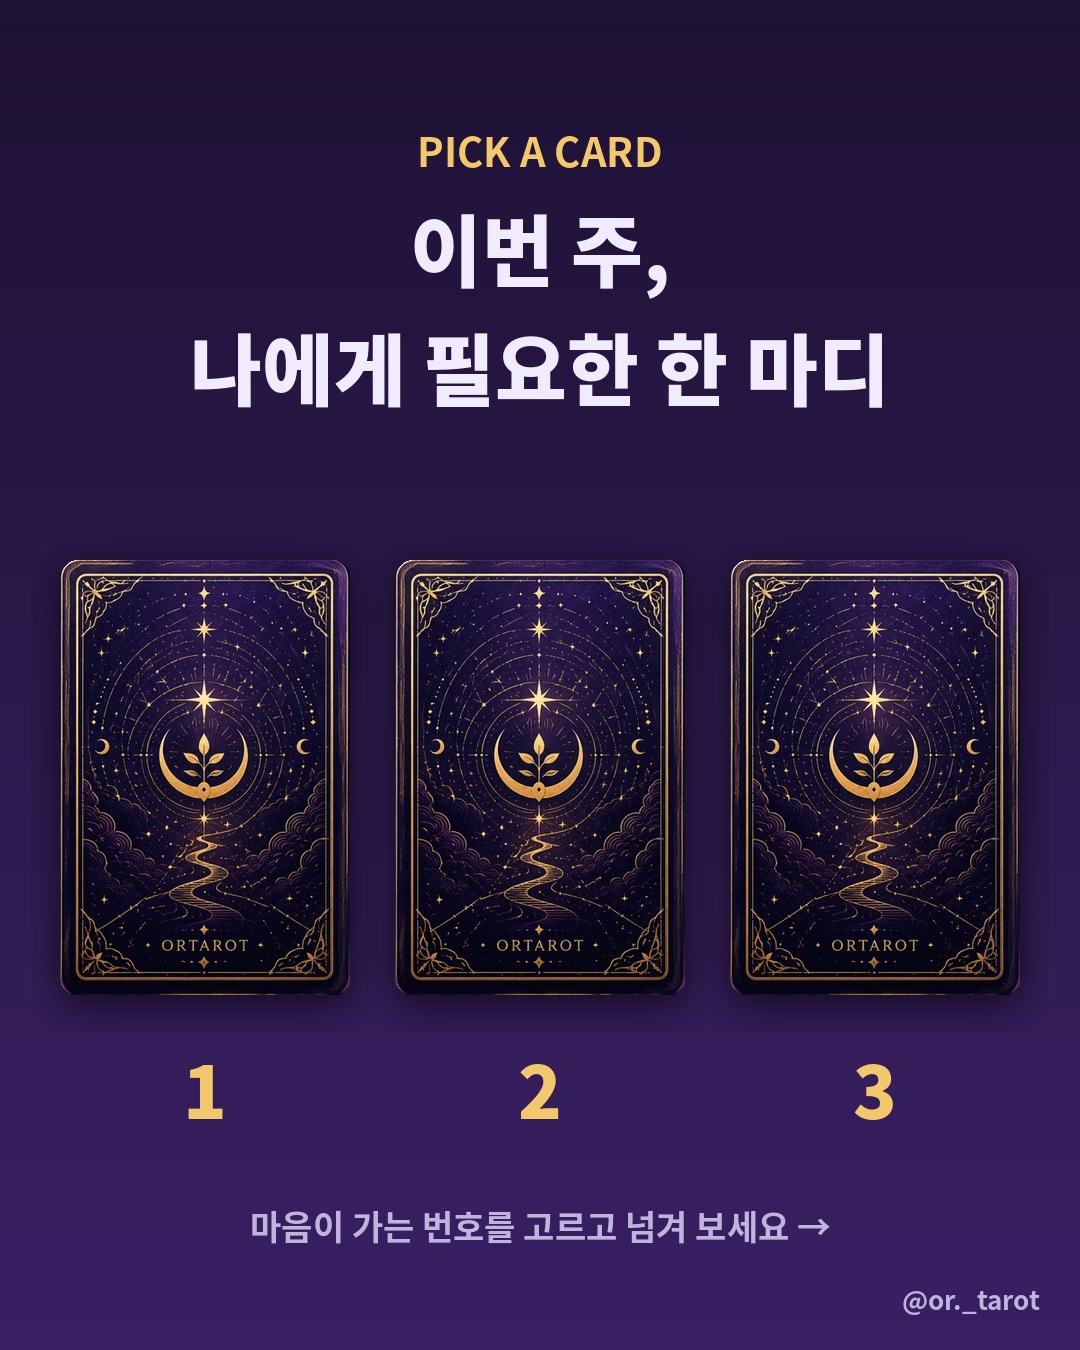 PICK A CARD
이번 주,
나에게 필요한 한 마디
ORTAROT
ORTAROT
ORTAROT
1
2
3
마음이 가는 번호를 고르고 넘겨 보세요 →
@or._tarot